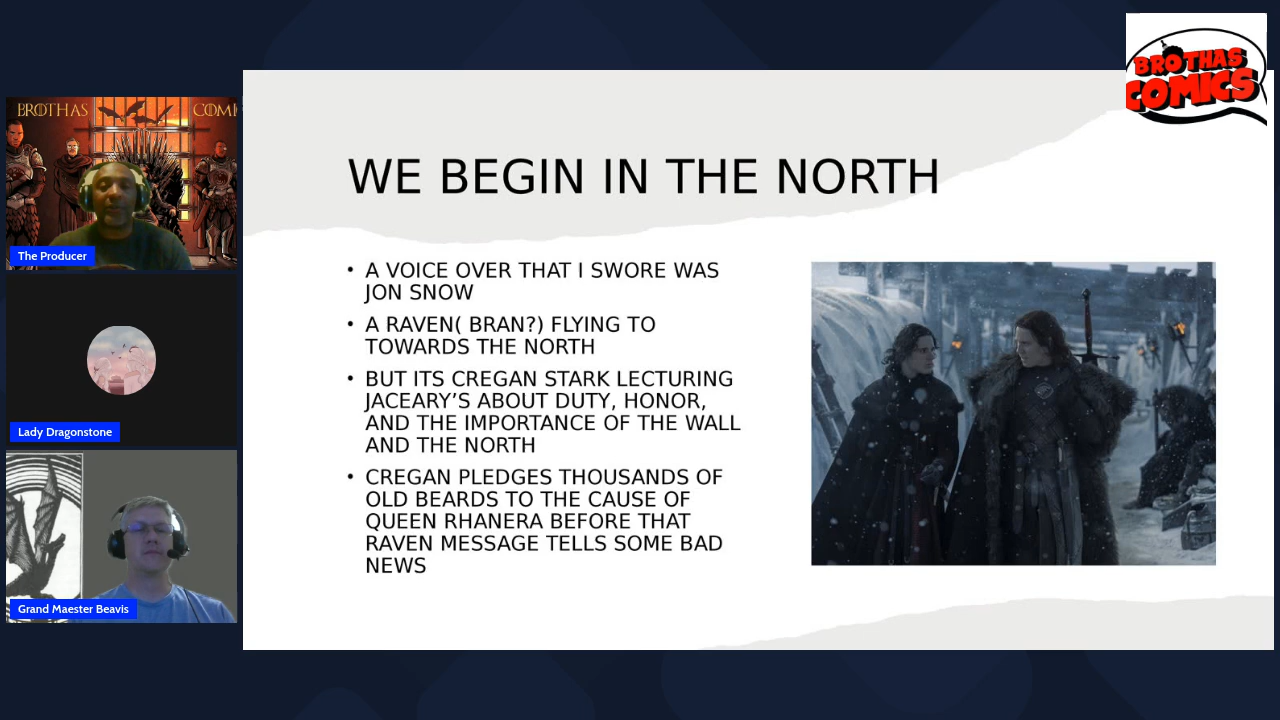 BROTHAS
COMICS
BROTHAS COMI
The Producer
Lady Dragonstone
Grand Maester Beavis
WE BEGIN IN THE NORTH
• A VOICE OVER THAT I SWORE WAS
JON SNOW
• A RAVEN( BRAN?) FLYING TO
TOWARDS THE NORTH
• BUT ITS CREGAN STARK LECTURING
JACEARY’S ABOUT DUTY, HONOR,
AND THE IMPORTANCE OF THE WALL
AND THE NORTH
• CREGAN PLEDGES THOUSANDS OF
OLD BEARDS TO THE CAUSE OF
QUEEN RHANERA BEFORE THAT
RAVEN MESSAGE TELLS SOME BAD
NEWS